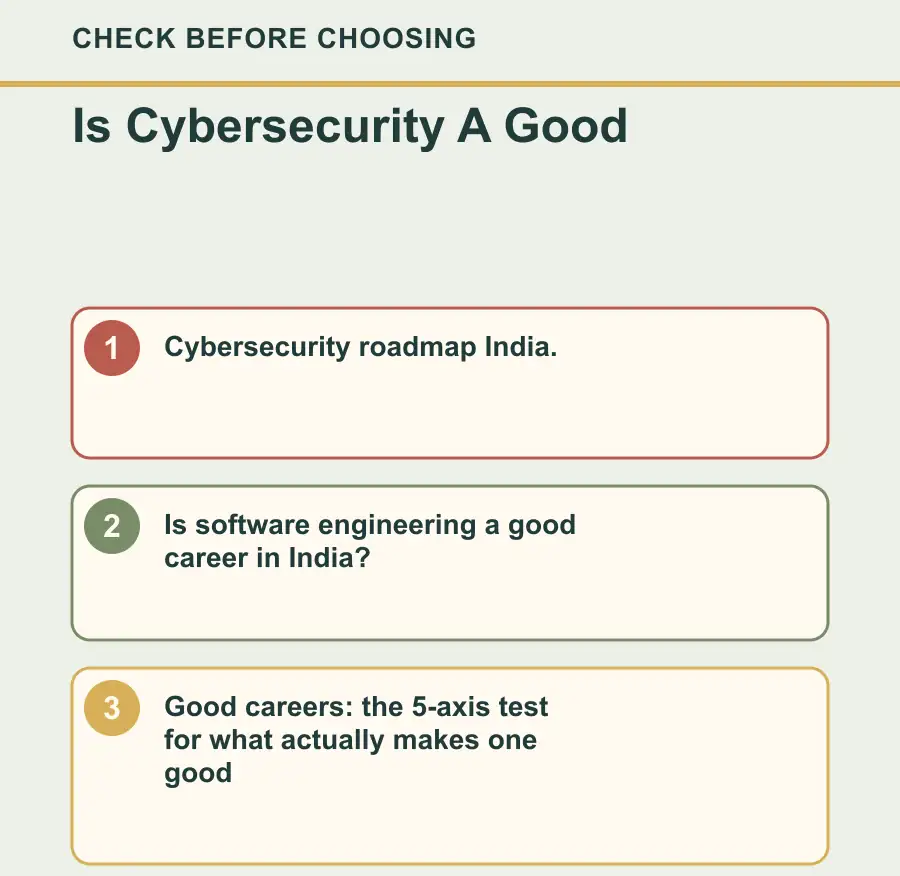 CHECK BEFORE CHOOSING
Is Cybersecurity A Good
1
Cybersecurity roadmap India.
2
Is software engineering a good
career in India?
3
Good careers: the 5-axis test
for what actually makes one
good